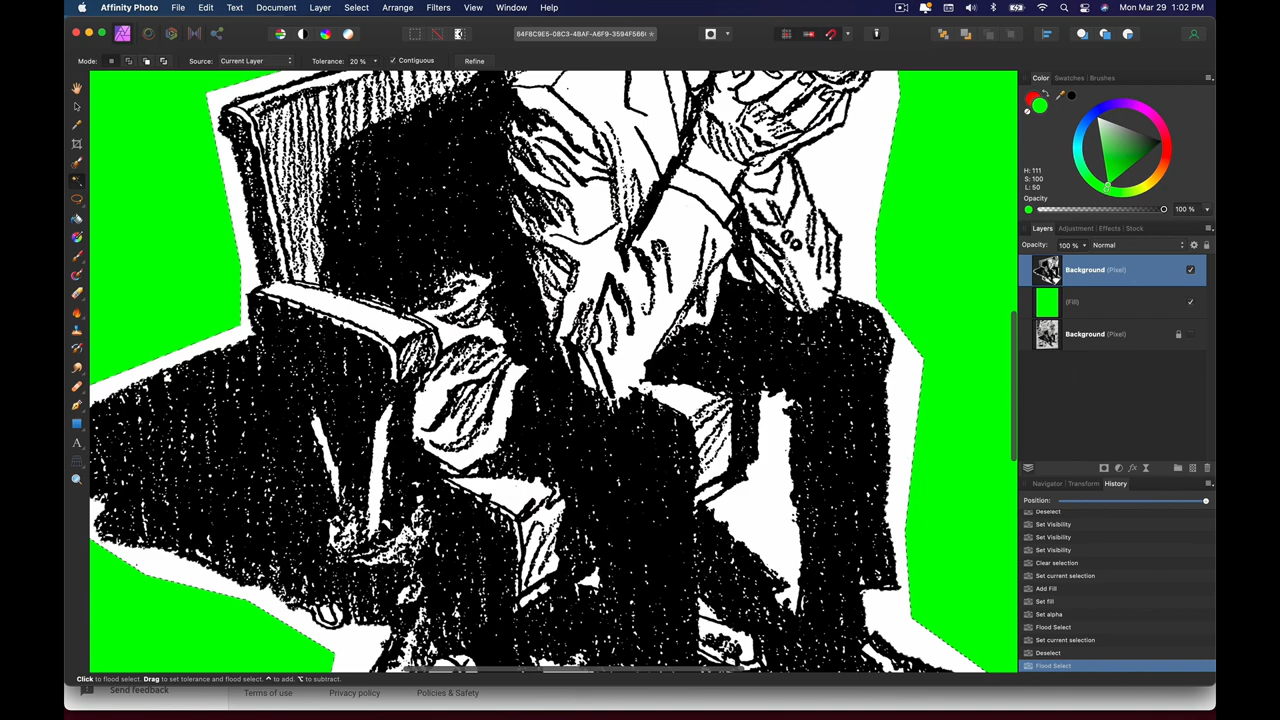 Affinity Photo File Edit Text Document Layer Select Arrange Filters View Window Help Mon Mar 29 1:02 PM
Mode: Source: Current Layer Tolerance: 20 % Contiguous Refine
Color Swatches Brushes
H: 111
S: 100
L: 50
Opacity
100 %
Layers Adjustment Effects Stock
Opacity: 100 % Normal
Background (Pixel)
(Fill)
Background (Pixel)
Navigator Transform History
Position:
Deselect
Set Visibility
Set Visibility
Set Visibility
Clear selection
Set current selection
Add Fill
Set fill
Set alpha
Flood Select
Set current selection
Deselect
Flood Select
Click to flood select. Drag to set tolerance and flood select. ^ to add. ⌥ to subtract.
Send feedback Terms of use Privacy policy Policies & Safety